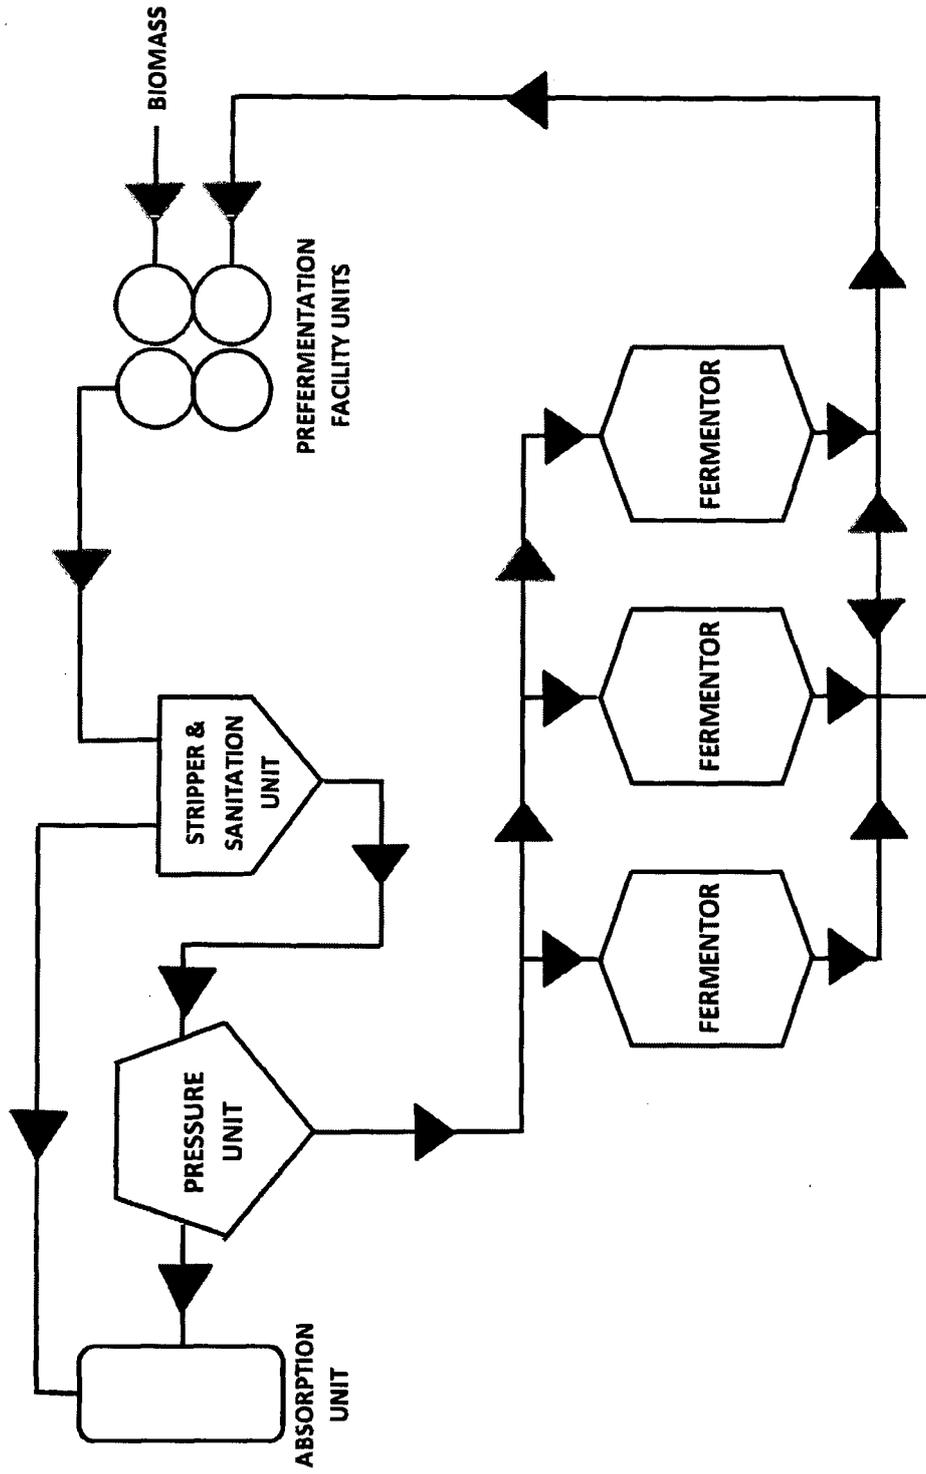 BIOMASS
PREFERMENTATION
FACILITY UNITS
STRIPPER &
SANITATION
UNIT
PRESSURE
UNIT
ABSORPTION
UNIT
FERMENTOR
FERMENTOR
FERMENTOR